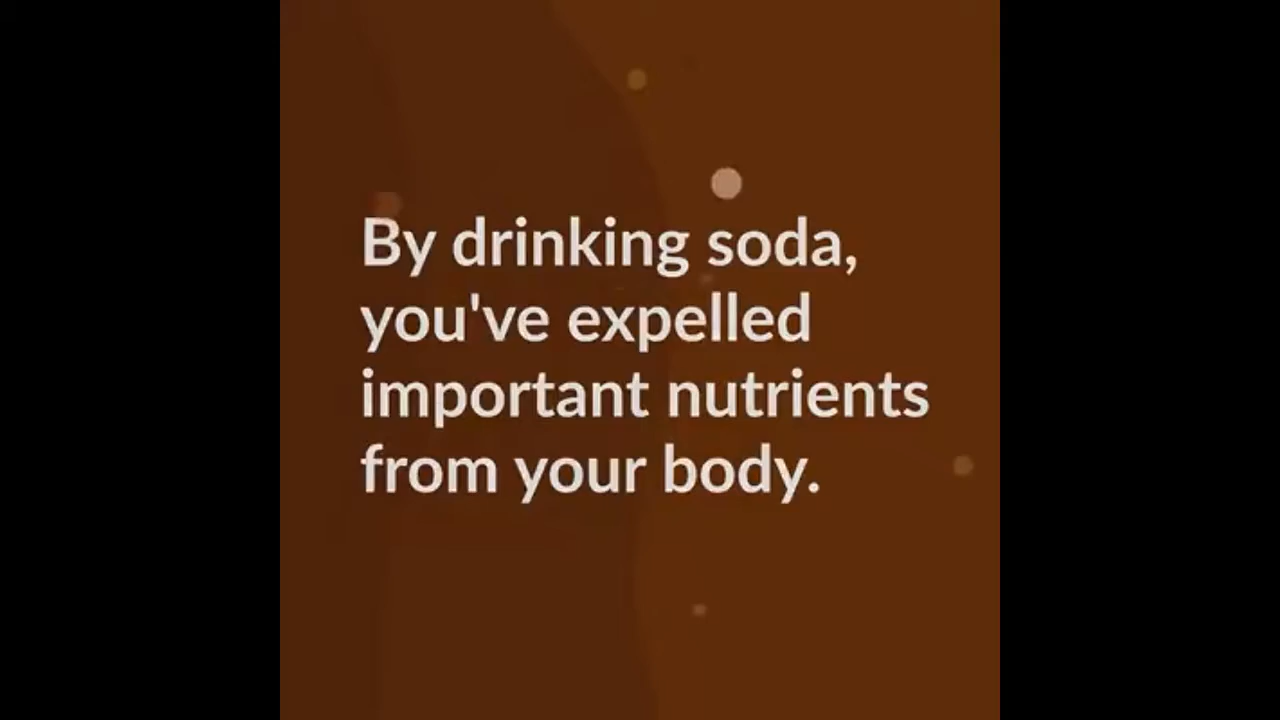 By drinking soda,
you've expelled
important nutrients
from your body.